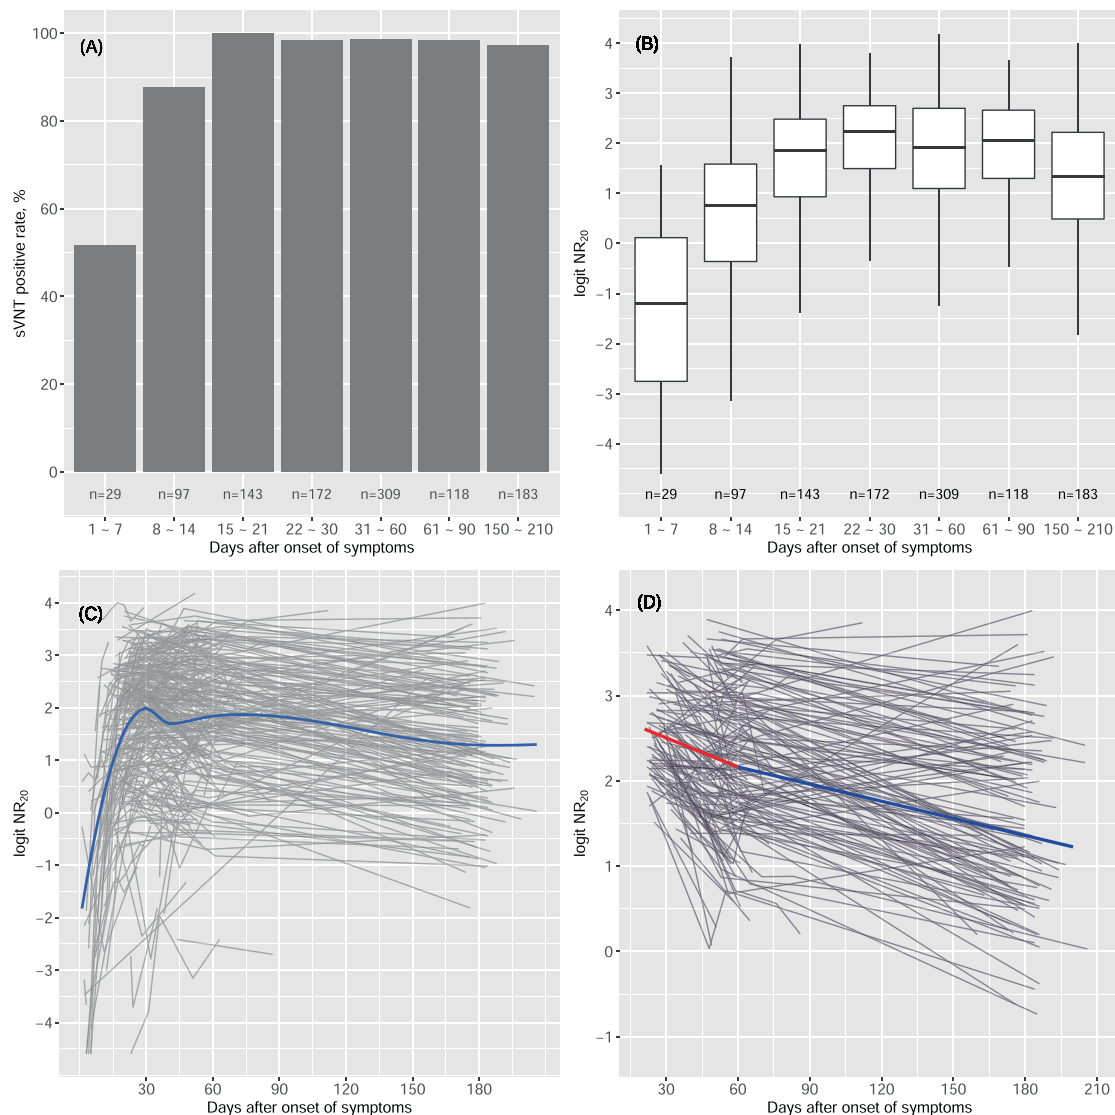 (A)
sVNT positive rate, %
100
80
60
40
20
0
n=29 n=97 n=143 n=172 n=309 n=118 n=183
1 ~ 7 8 ~ 14 15 ~ 21 22 ~ 30 31 ~ 60 61 ~ 90 150 ~ 210
Days after onset of symptoms
(B)
logit NR20
4
3
2
1
0
−1
−2
−3
−4
n=29 n=97 n=143 n=172 n=309 n=118 n=183
1 ~ 7 8 ~ 14 15 ~ 21 22 ~ 30 31 ~ 60 61 ~ 90 150 ~ 210
Days after onset of symptoms
(C)
logit NR20
4
3
2
1
0
−1
−2
−3
−4
30 60 90 120 150 180
Days after onset of symptoms
(D)
logit NR20
4
3
2
1
0
−1
30 60 90 120 150 180 210
Days after onset of symptoms